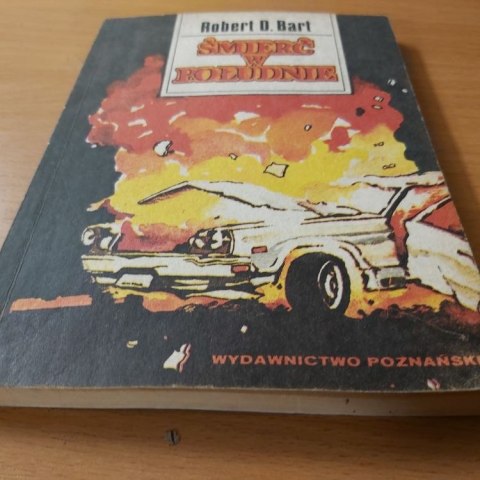 Robert D. Bart
ŚMIERĆ
W
POŁUDNIE
WYDAWNICTWO POZNAŃSKI